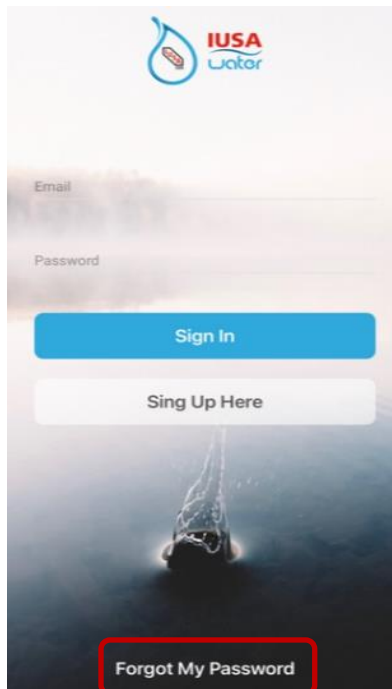 IUSA
water
Email
Password
Sign In
Sing Up Here
Forgot My Password